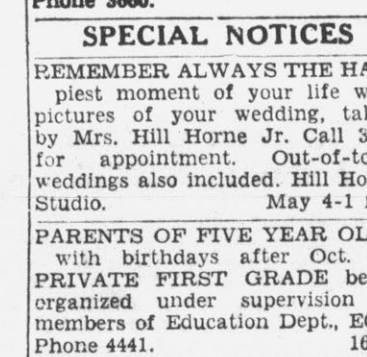 Phone 3660.
SPECIAL NOTICES
REMEMBER ALWAYS THE HA
piest moment of your life w
pictures of your wedding, tal
by Mrs. Hill Horne Jr. Call 3
for appointment. Out-of-to
weddings also included. Hill Ho
Studio. May 4-1 
PARENTS OF FIVE YEAR OL
with birthdays after Oct.
PRIVATE FIRST GRADE be
organized under supervision
members of Education Dept., E
Phone 4441. 16